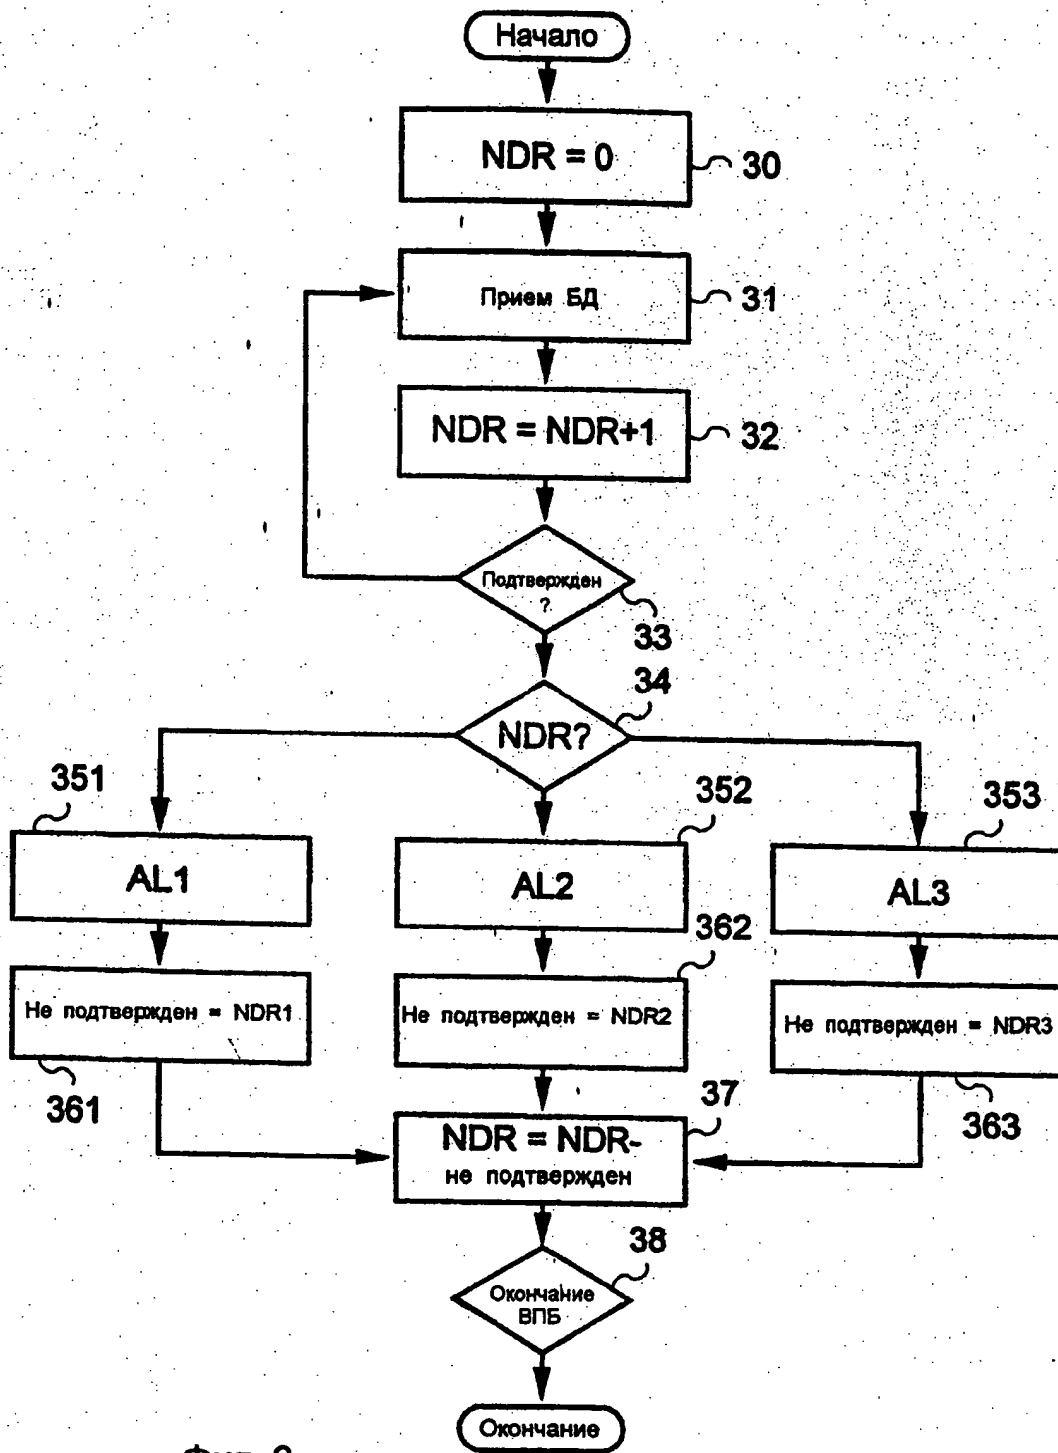 Начало
NDR = 0
30
Прием БД
31
NDR = NDR+1
32
Подтвержден
?
33
34
NDR?
351
352
353
AL1
AL2
AL3
362
Не подтвержден = NDR1
Не подтвержден = NDR2
Не подтвержден = NDR3
361
37
363
NDR = NDR-
не подтвержден
38
Окончание
ВПБ
Окончание